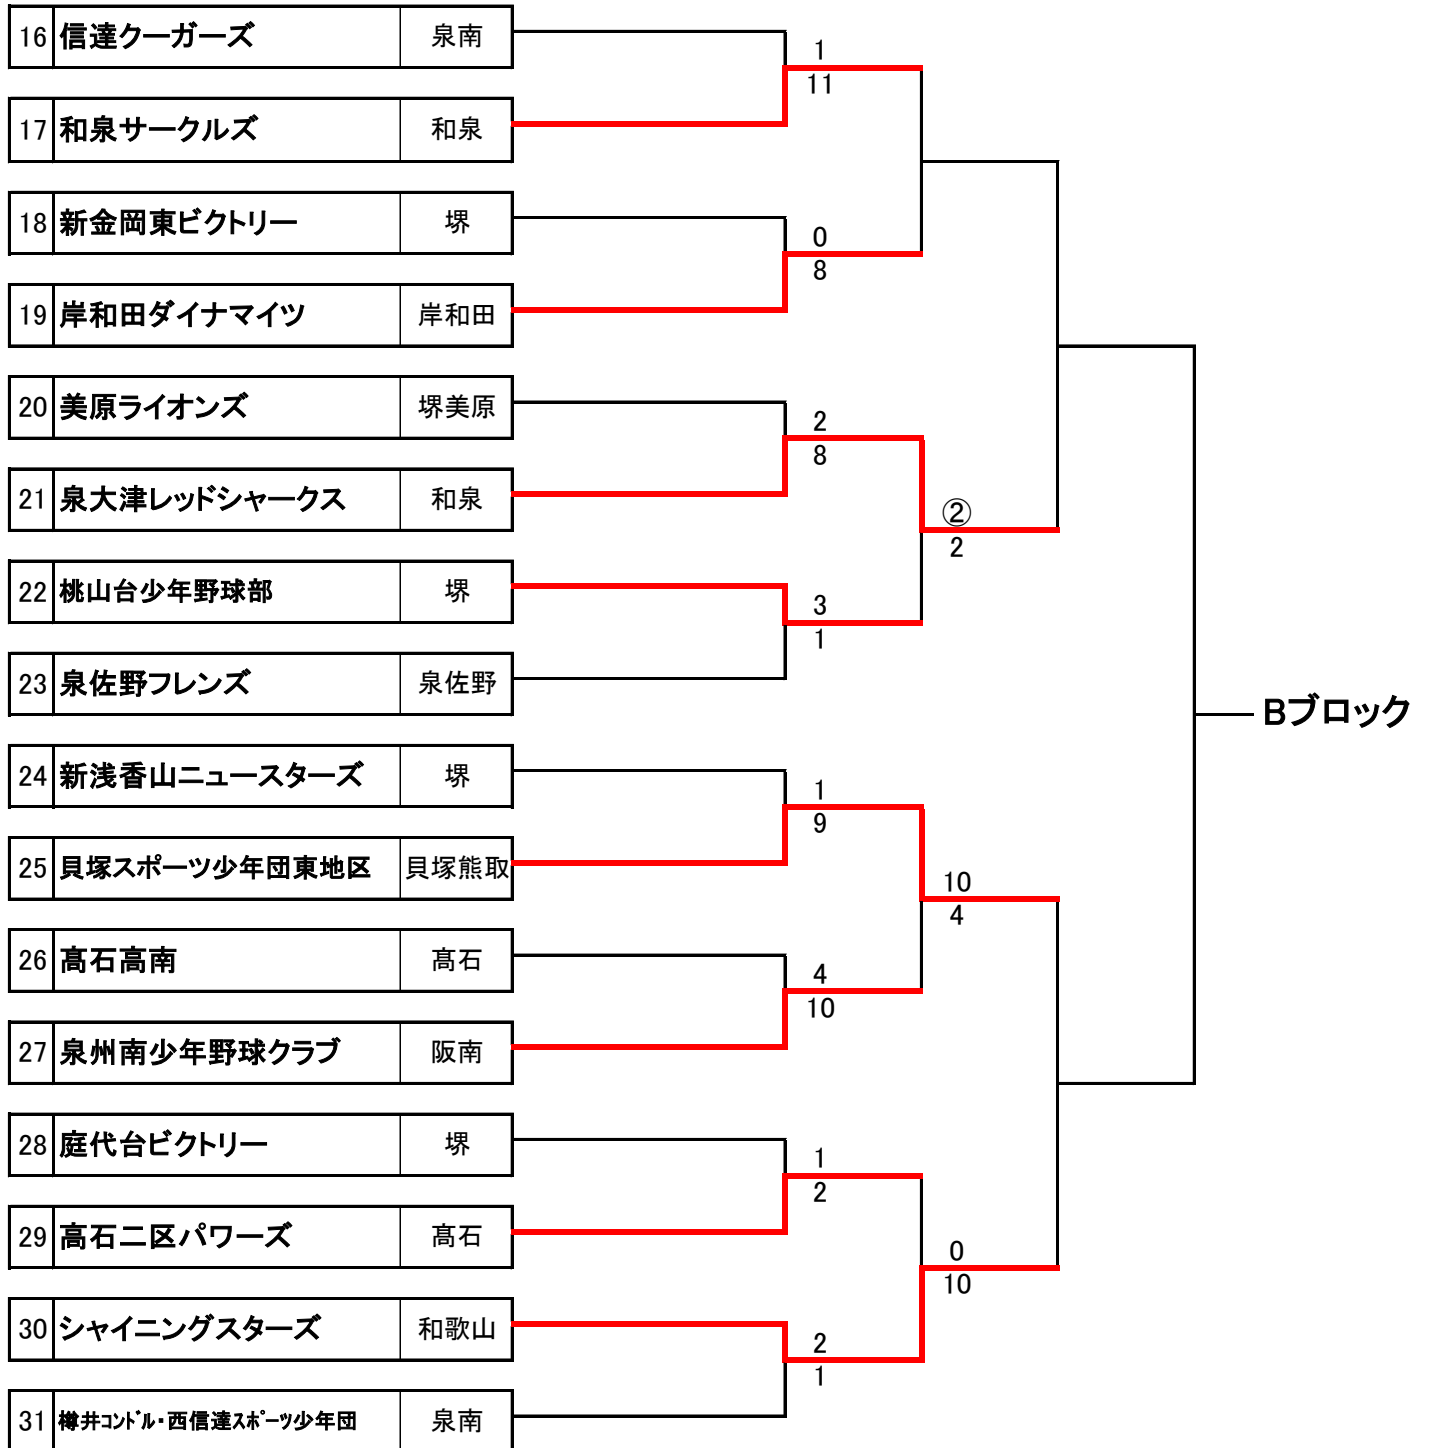 16 信達クーガーズ 泉南
1
11
17 和泉サークルズ 和泉
18 新金岡東ビクトリー 堺
0
8
19 岸和田ダイナマイツ 岸和田
20 美原ライオンズ 堺美原
2
8
21 泉大津レッドシャークス 和泉
②
2
22 桃山台少年野球部 堺
3
1
23 泉佐野フレンズ 泉佐野
Bブロック
24 新浅香山ニュースターズ 堺
1
9
25 貝塚スポーツ少年団東地区 貝塚熊取
10
4
26 髙石高南 髙石
4
10
27 泉州南少年野球クラブ 阪南
28 庭代台ビクトリー 堺
1
2
29 高石二区パワーズ 髙石
0
10
30 シャイニングスターズ 和歌山
2
1
31 樽井コンドル・西信達スポーツ少年団 泉南